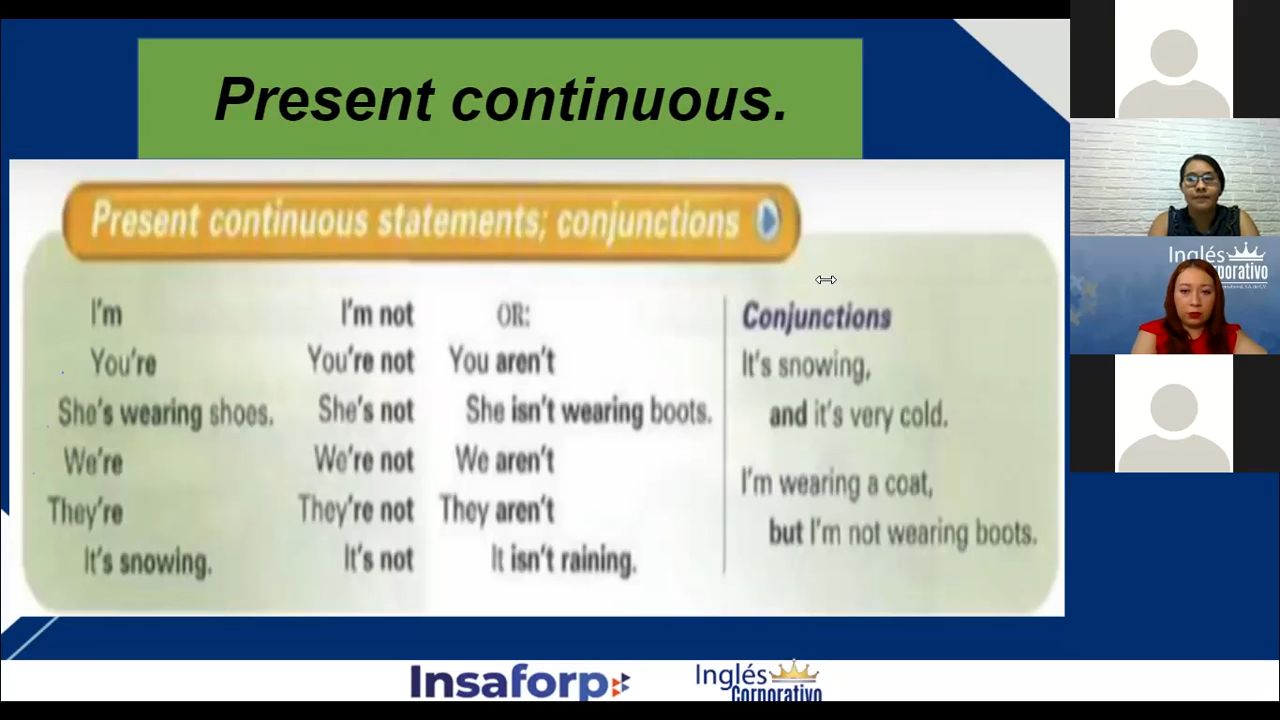 Present continuous.
Present continuous statements; conjunctions
I'm I'm not OR:
You're You're not You aren't
She's wearing shoes. She's not She isn't wearing boots.
We're We're not We aren't
They're They're not They aren't
It's snowing. It's not It isn't raining.
Conjunctions
It's snowing,
and it's very cold.
I'm wearing a coat,
but I'm not wearing boots.
Insaforp
Inglés
Corporativo
Inglés
rporativo